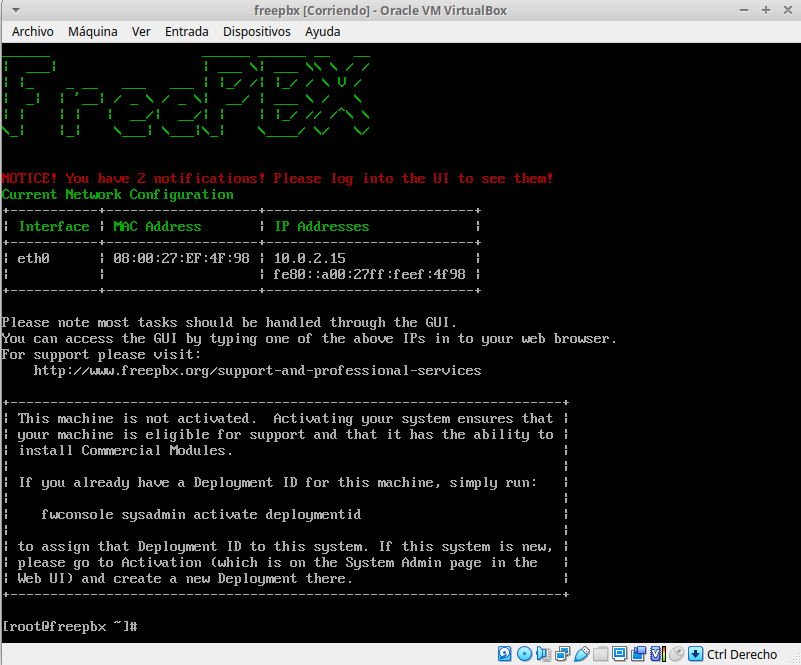 freepbx [Corriendo] - Oracle VM VirtualBox
Archivo Máquina Ver Entrada Dispositivos Ayuda
FreePBX
NOTICE! You have 2 notifications! Please log into the UI to see them!
Current Network Configuration
Interface MAC Address IP Addresses
eth0 08:00:27:EF:4F:98 10.0.2.15
fe80::a00:27ff:feef:4f98
Please note most tasks should be handled through the GUI.
You can access the GUI by typing one of the above IPs in to your web browser.
For support please visit:
http://www.freepbx.org/support-and-professional-services
This machine is not activated.  Activating your system ensures that
your machine is eligible for support and that it has the ability to
install Commercial Modules.
If you already have a Deployment ID for this machine, simply run:
fwconsole sysadmin activate deploymentid
to assign that Deployment ID to this system. If this system is new,
please go to Activation (which is on the System Admin page in the
Web UI) and create a new Deployment there.
[root@freepbx ~]#
Ctrl Derecho